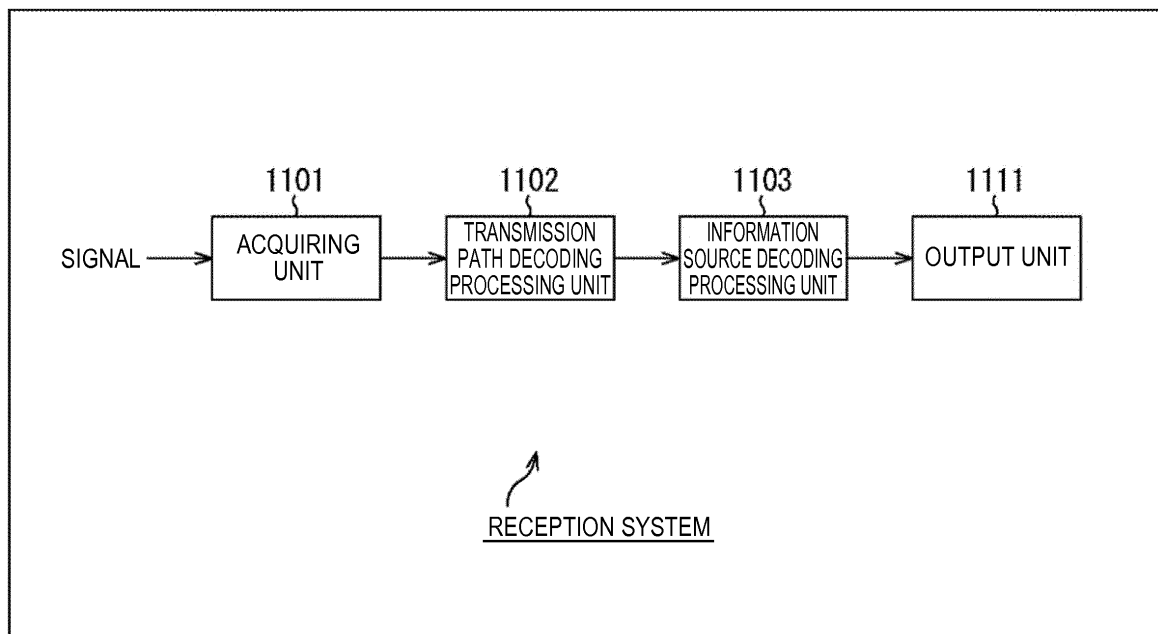 1101
1102
1103
1111
SIGNAL
ACQUIRING
UNIT
TRANSMISSION
PATH DECODING
PROCESSING UNIT
INFORMATION
SOURCE DECODING
PROCESSING UNIT
OUTPUT UNIT
RECEPTION SYSTEM